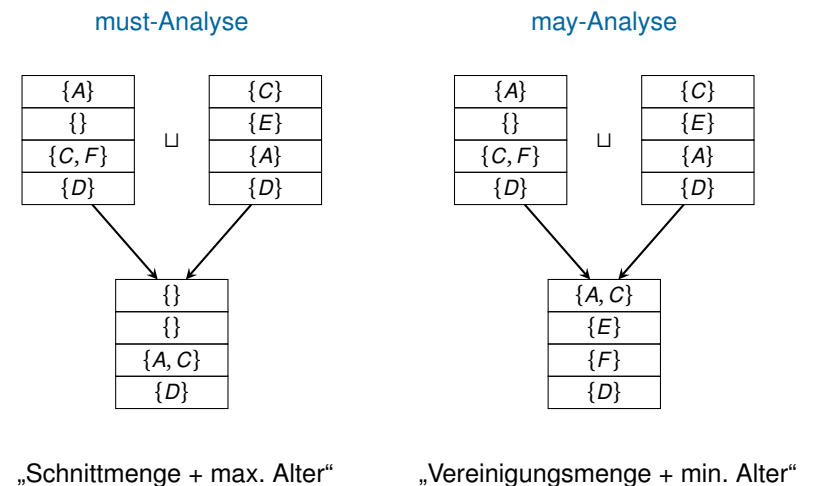 must-Analyse
may-Analyse
{A}
{}
{C, F}
{D}
⊔
{C}
{E}
{A}
{D}
{}
{}
{A, C}
{D}
{A}
{}
{C, F}
{D}
⊔
{C}
{E}
{A}
{D}
{A, C}
{E}
{F}
{D}
„Schnittmenge + max. Alter“
„Vereinigungsmenge + min. Alter“